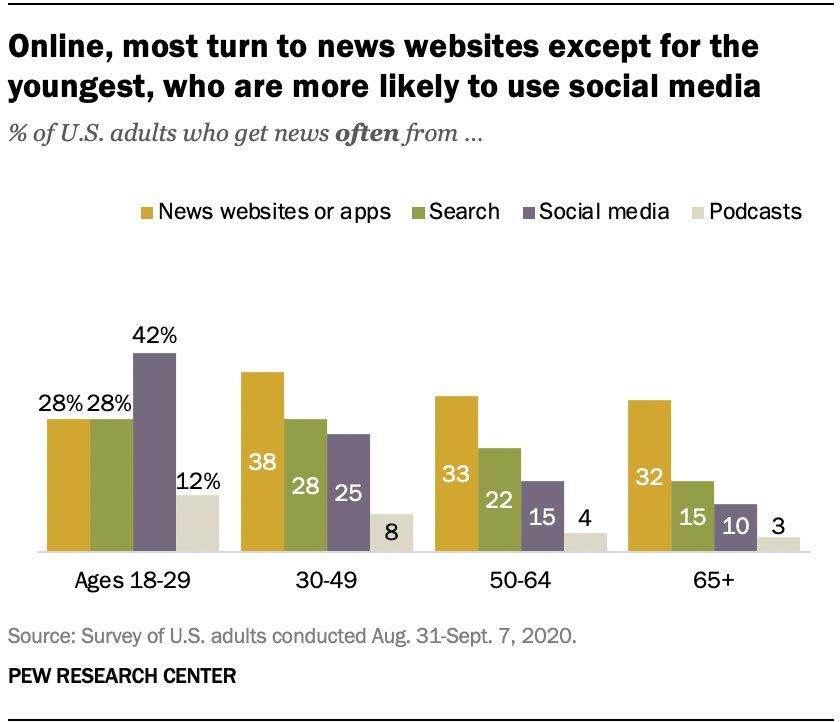 Online, most turn to news websites except for the
youngest, who are more likely to use social media
% of U.S. adults who get news often from ...
News websites or apps Search Social media Podcasts
42%
28% 28%
12%
38
28
25
8
33
22
15
4
32
15
10
3
Ages 18-29 30-49 50-64 65+
Source: Survey of U.S. adults conducted Aug. 31-Sept. 7, 2020.
PEW RESEARCH CENTER